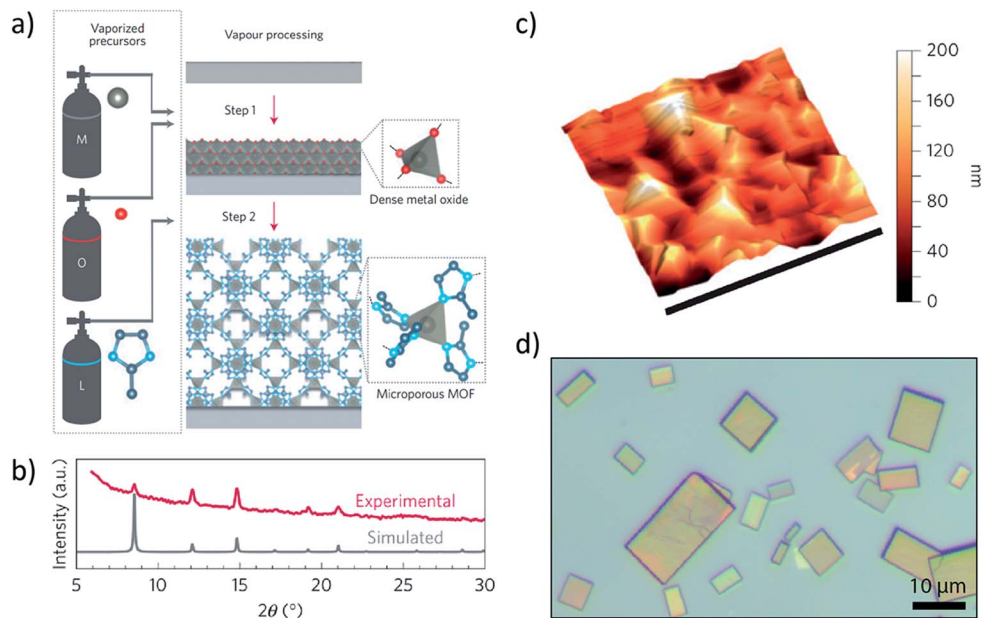 a)
Vaporized
precursors
Vapour processing
M
Step 1
O
Dense metal oxide
Step 2
L
Microporous MOF
b)
Intensity (a.u.)
Experimental
Simulated
5
10
15
20
25
30
2θ (°)
c)
200
160
120
80
40
0
nm
d)
10 µm